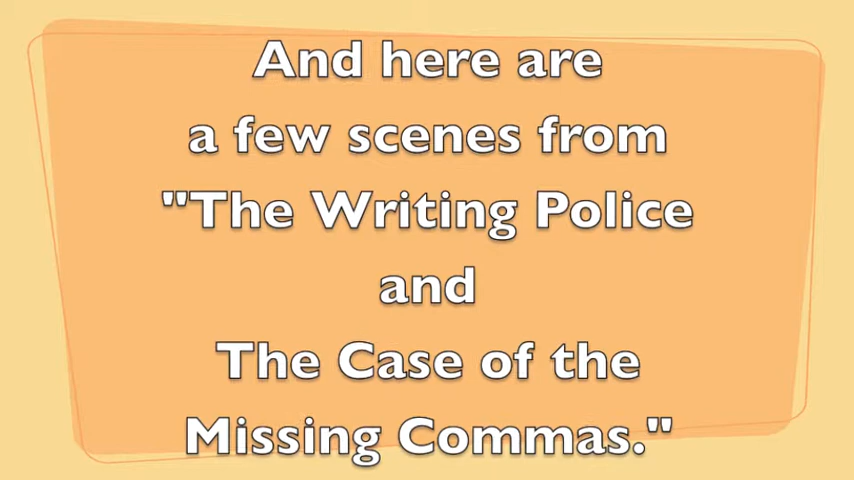 And here are
a few scenes from
"The Writing Police
and
The Case of the
Missing Commas."